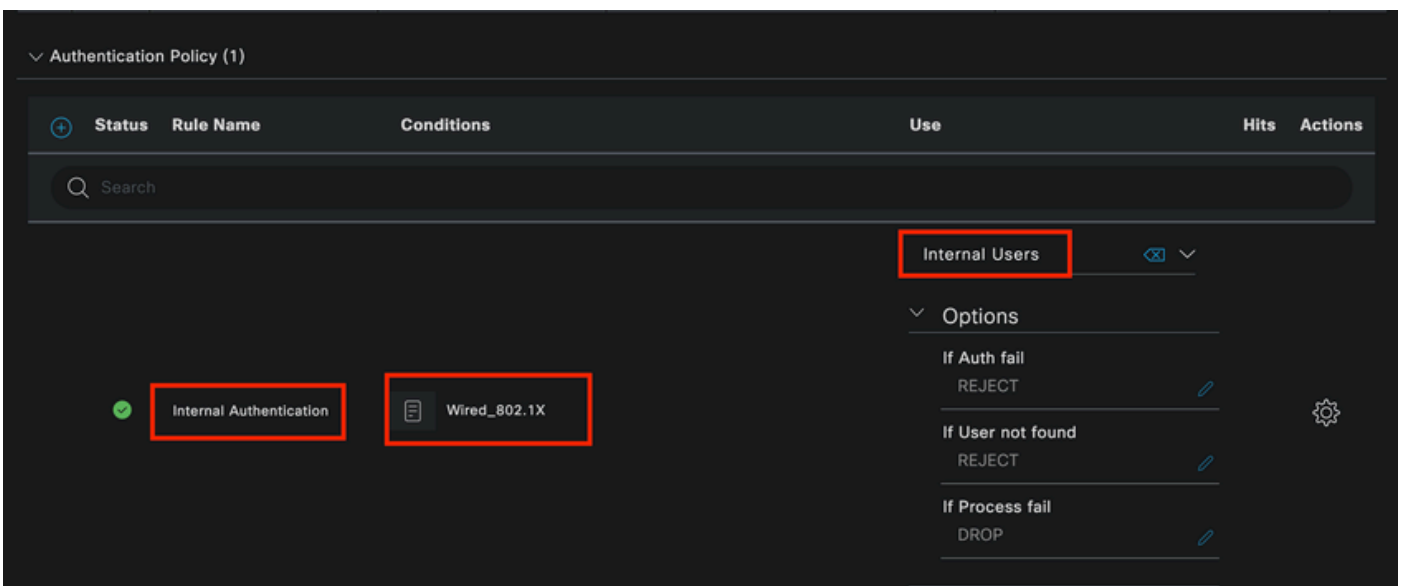 Authentication Policy (1)
Status Rule Name Conditions Use Hits Actions
Search
Internal Users
Options
If Auth fail
REJECT
Internal Authentication Wired_802.1X
If User not found
REJECT
If Process fail
DROP